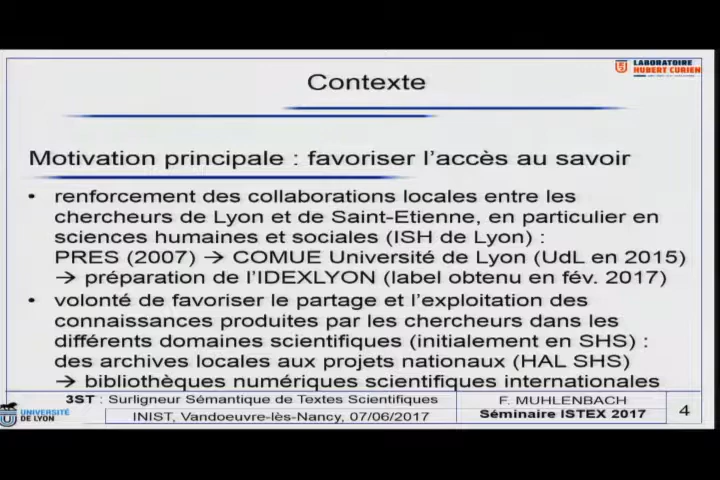 LABORATOIRE
HUBERT CURIEN
Contexte
Motivation principale : favoriser l'accès au savoir
• renforcement des collaborations locales entre les
chercheurs de Lyon et de Saint-Etienne, en particulier en
sciences humaines et sociales (ISH de Lyon) :
PRES (2007) → COMUE Université de Lyon (UdL en 2015)
→ préparation de l'IDEXLYON (label obtenu en fév. 2017)
• volonté de favoriser le partage et l'exploitation des
connaissances produites par les chercheurs dans les
différents domaines scientifiques (initialement en SHS) :
des archives locales aux projets nationaux (HAL SHS)
→ bibliothèques numériques scientifiques internationales
UNIVERSITÉ
DE LYON
3ST : Surligneur Sémantique de Textes Scientifiques
INIST, Vandoeuvre-lès-Nancy, 07/06/2017
F. MUHLENBACH
Séminaire ISTEX 2017
4